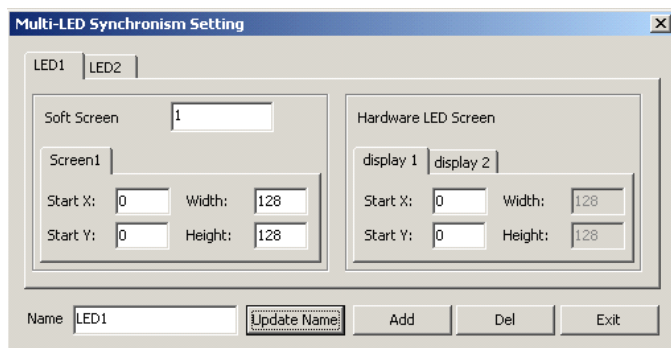 Multi-LED Synchronism Setting
LED1 LED2
Soft Screen 1
Screen1
Start X: 0 Width: 128
Start Y: 0 Height: 128
Hardware LED Screen
display 1 display 2
Start X: 0 Width: 128
Start Y: 0 Height: 128
Name LED1 Update Name Add Del Exit